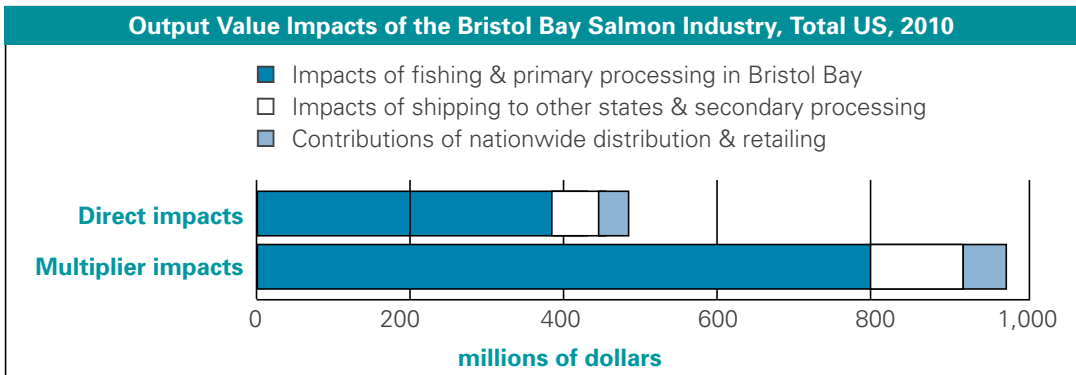 Output Value Impacts of the Bristol Bay Salmon Industry, Total US, 2010
Impacts of fishing & primary processing in Bristol Bay
Impacts of shipping to other states & secondary processing
Contributions of nationwide distribution & retailing
Direct impacts
Multiplier impacts
0 200 400 600 800 1,000
millions of dollars